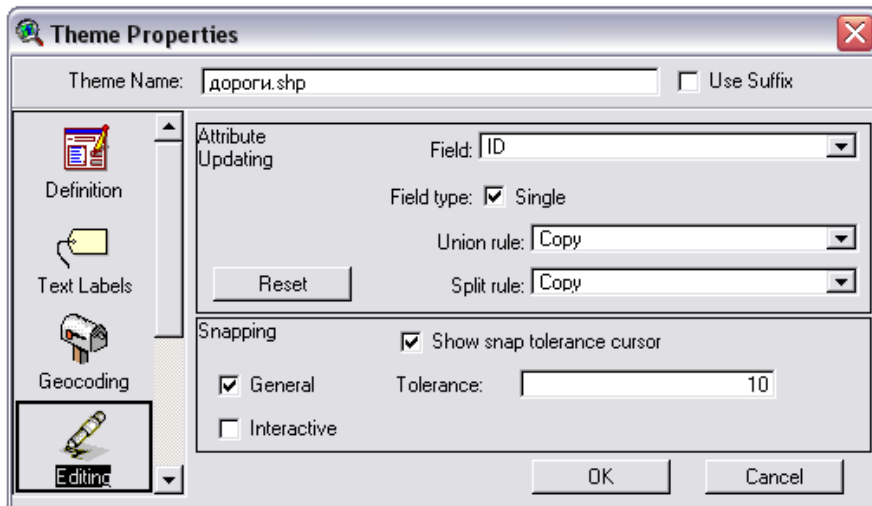 Theme Properties
Theme Name: дороги.shp Use Suffix
Definition
Text Labels
Geocoding
Editing
Attribute Updating
Field: ID
Field type: Single
Union rule: Copy
Reset
Split rule: Copy
Snapping
Show snap tolerance cursor
General
Tolerance: 10
Interactive
OK
Cancel